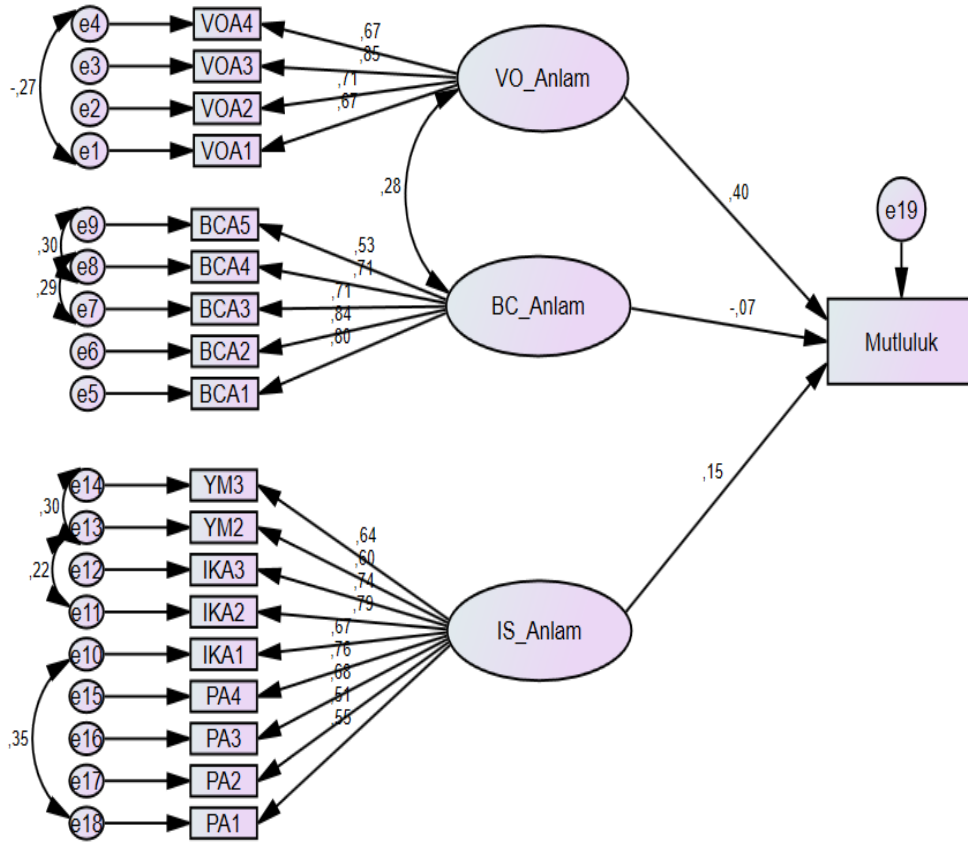 e4 VOA4 ,67
e3 VOA3 ,85
-,27
e2 VOA2 ,71
e1 VOA1 ,67
VO_Anlam
,28
,40
e19
e9 BCA5 ,53
,30
e8 BCA4 ,71
,29
e7 BCA3 ,71
e6 BCA2 ,84
e5 BCA1 ,80
BC_Anlam
-,07
Mutluluk
e14 YM3 ,64
,30
e13 YM2 ,60
,22
e12 IKA3 ,74
e11 IKA2 ,79
e10 IKA1 ,67
e15 PA4 ,76
,35
e16 PA3 ,68
e17 PA2 ,51
e18 PA1 ,55
IS_Anlam
,15